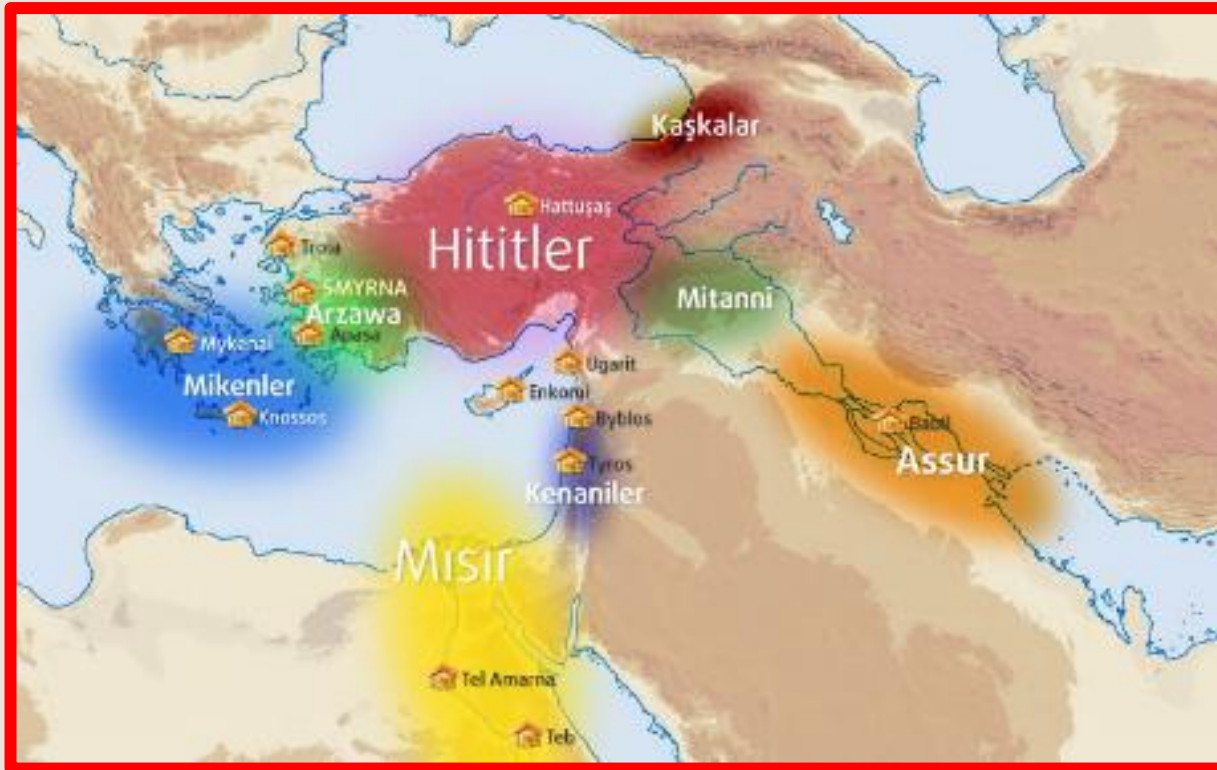 Kaşkalar
Hattuşaş
Hititler
Troia
SMYRNA
Arzawa
Apasa
Mitanni
Mykenai
Mikenler
Knossos
Ugarit
Enkomi
Byblos
Babil
Assur
Tyros
Kenaniler
Mısır
Tel Amarna
Teb